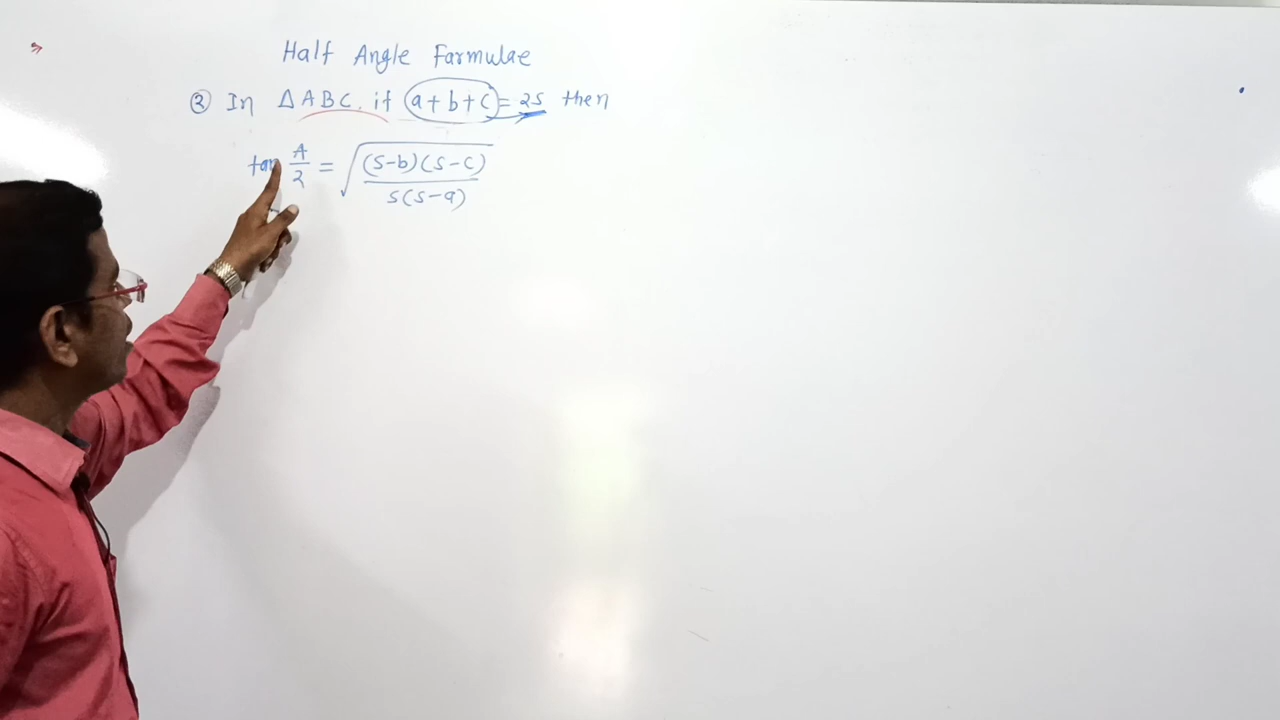 Half Angle Farmulae
③ In ΔABC, if a+b+c = 2s then
tan A/2 = √((s-b)(s-c) / s(s-a))